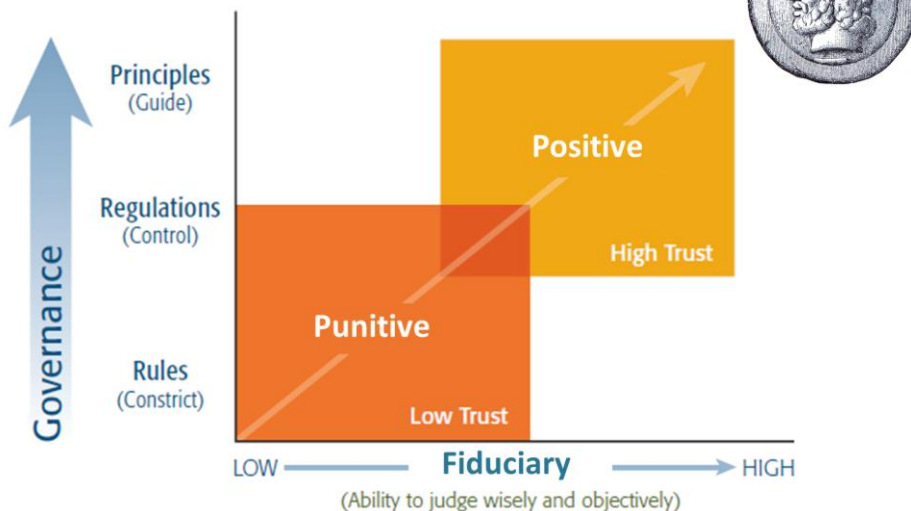 Governance
Principles
(Guide)
Regulations
(Control)
Rules
(Constrict)
Positive
High Trust
Punitive
Low Trust
LOW
Fiduciary
HIGH
(Ability to judge wisely and objectively)